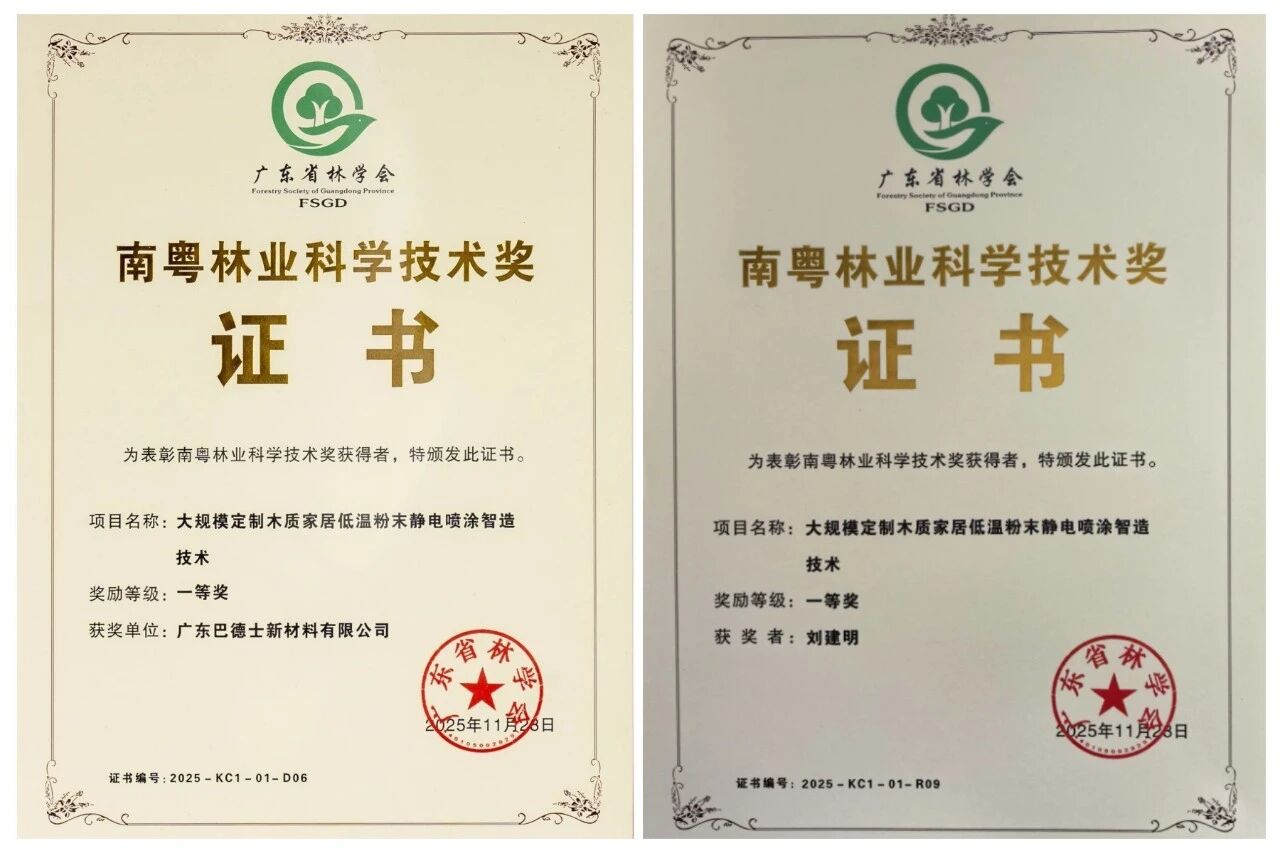 广东省林学会
Forestry Society of Guangdong Province
FSGD
南粤林业科学技术奖
证 书
为表彰南粤林业科学技术奖获得者，特颁发此证书。
项目名称：大规模定制木质家居低温粉末静电喷涂智造
技术
奖励等级：一等奖
获奖单位：广东巴德士新材料有限公司
广东省林学会
2025年11月28日
证书编号：2025-KC1-01-D06
广东省林学会
Forestry Society of Guangdong Province
FSGD
南粤林业科学技术奖
证 书
为表彰南粤林业科学技术奖获得者，特颁发此证书。
项目名称：大规模定制木质家居低温粉末静电喷涂智造
技术
奖励等级：一等奖
获 奖 者：刘建明
广东省林学会
2025年11月28日
证书编号：2025-KC1-01-R09